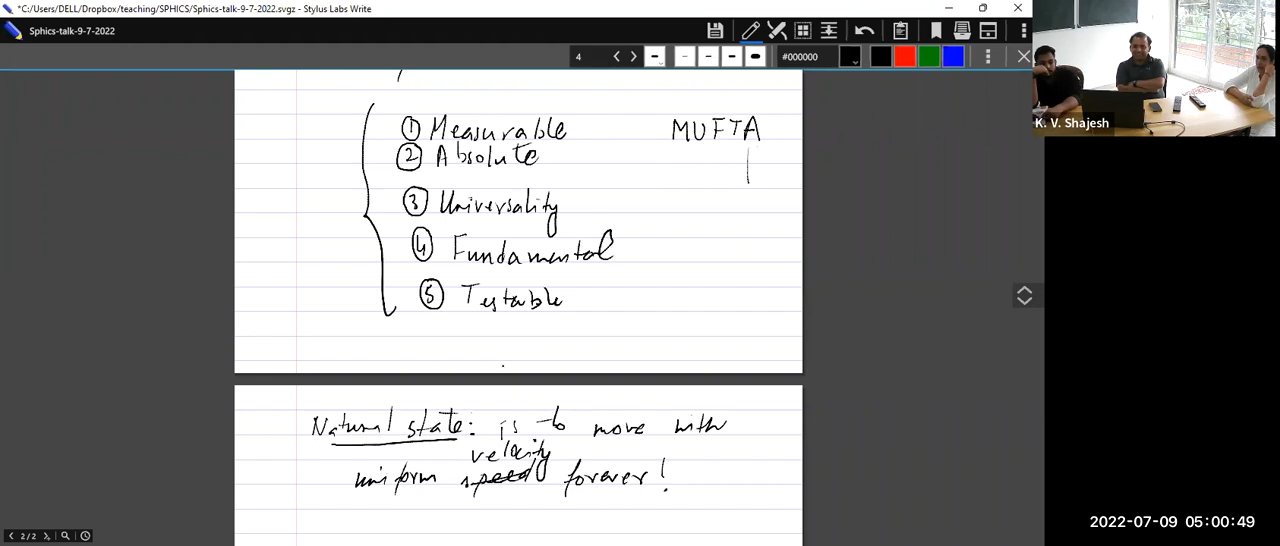 *C:/Users/DELL/Dropbox/teaching/SPHICS/Sphics-talk-9-7-2022.svgz - Stylus Labs Write
Sphics-talk-9-7-2022
4
#000000
K. V. Shajesh
① Measurable
MUFTA
② Absolute
③ Universality
④ Fundamental
⑤ Testable
Natural state: is to move with
velocity
uniform speed forever!
2/2
2022-07-09 05:00:49